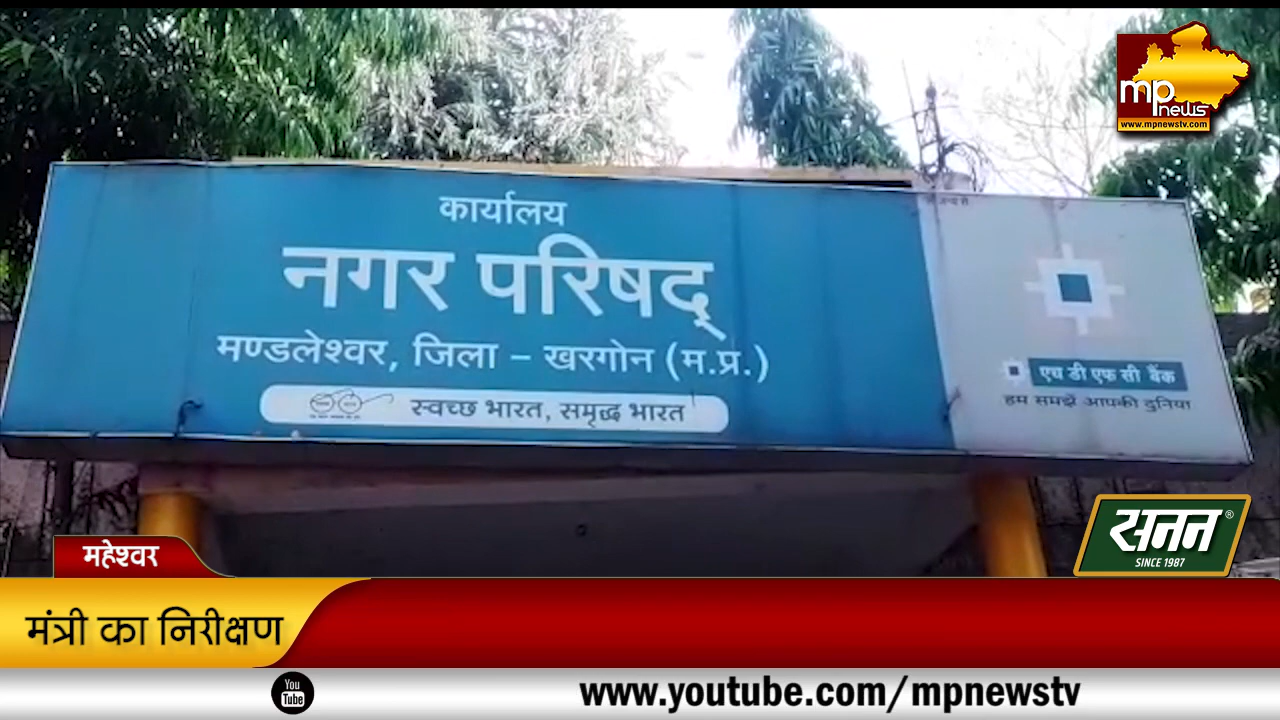 mp
news
www.mpnewstv.com
कार्यालय
नगर परिषद्
मण्डलेश्वर, जिला – खरगोन (म.प्र.)
स्वच्छ भारत, समृद्ध भारत
एच डी एफ सी बैंक
हम समझें आपकी दुनिया
सनन®
SINCE 1987
महेश्वर
मंत्री का निरीक्षण
You
Tube
www.youtube.com/mpnewstv